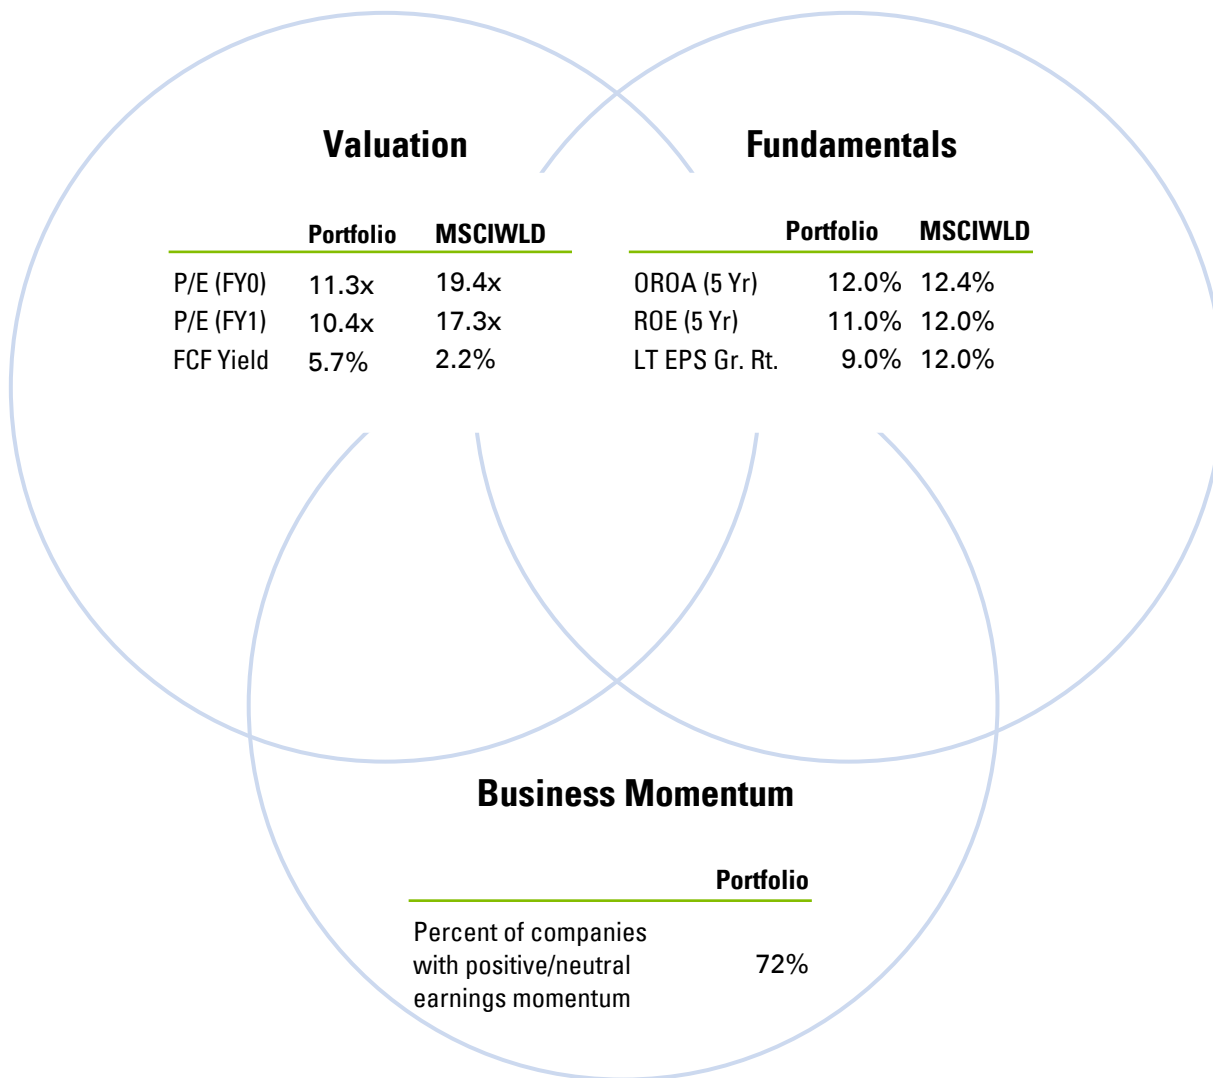 Valuation
Portfolio MSCIWLD
P/E (FY0) 11.3x 19.4x
P/E (FY1) 10.4x 17.3x
FCF Yield 5.7% 2.2%
Fundamentals
Portfolio MSCIWLD
OROA (5 Yr) 12.0% 12.4%
ROE (5 Yr) 11.0% 12.0%
LT EPS Gr. Rt. 9.0% 12.0%
Business Momentum
Portfolio
Percent of companies
with positive/neutral 72%
earnings momentum